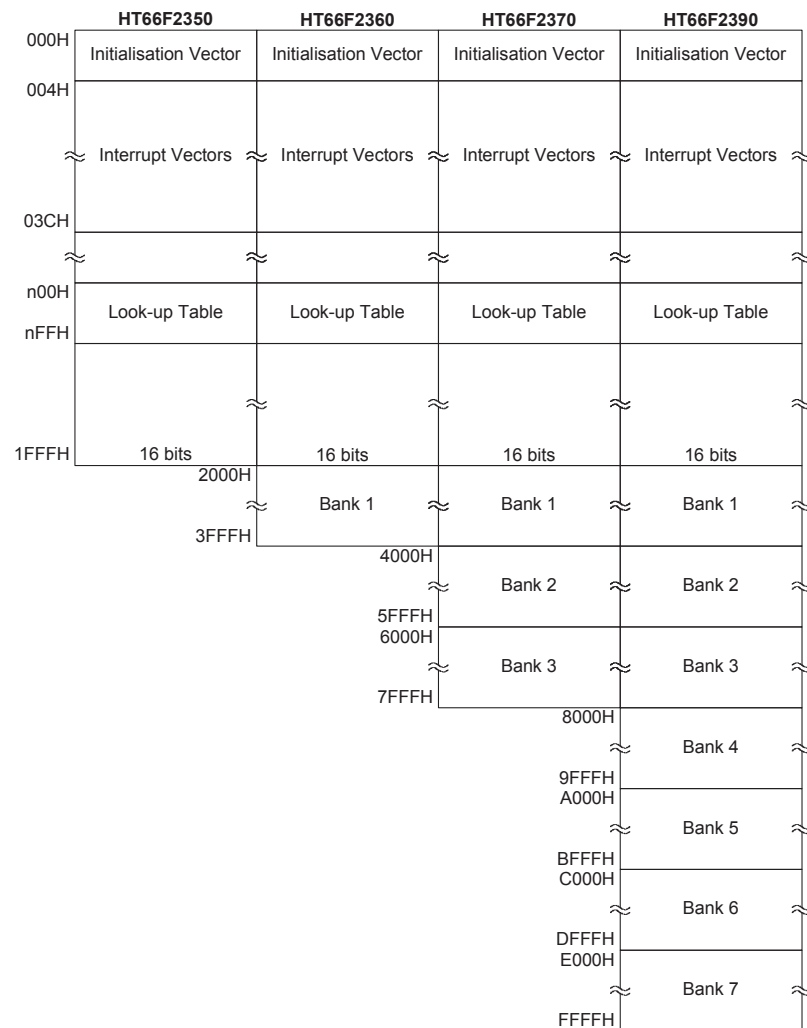 HT66F2350 HT66F2360 HT66F2370 HT66F2390
000H
Initialisation Vector Initialisation Vector Initialisation Vector Initialisation Vector
004H
Interrupt Vectors Interrupt Vectors Interrupt Vectors Interrupt Vectors
03CH
n00H
Look-up Table Look-up Table Look-up Table Look-up Table
nFFH
1FFFH 16 bits 16 bits 16 bits 16 bits
2000H
Bank 1 Bank 1 Bank 1
3FFFH
4000H
Bank 2 Bank 2
5FFFH
6000H
Bank 3 Bank 3
7FFFH
8000H
Bank 4
9FFFH
A000H
Bank 5
BFFFH
C000H
Bank 6
DFFFH
E000H
Bank 7
FFFFH